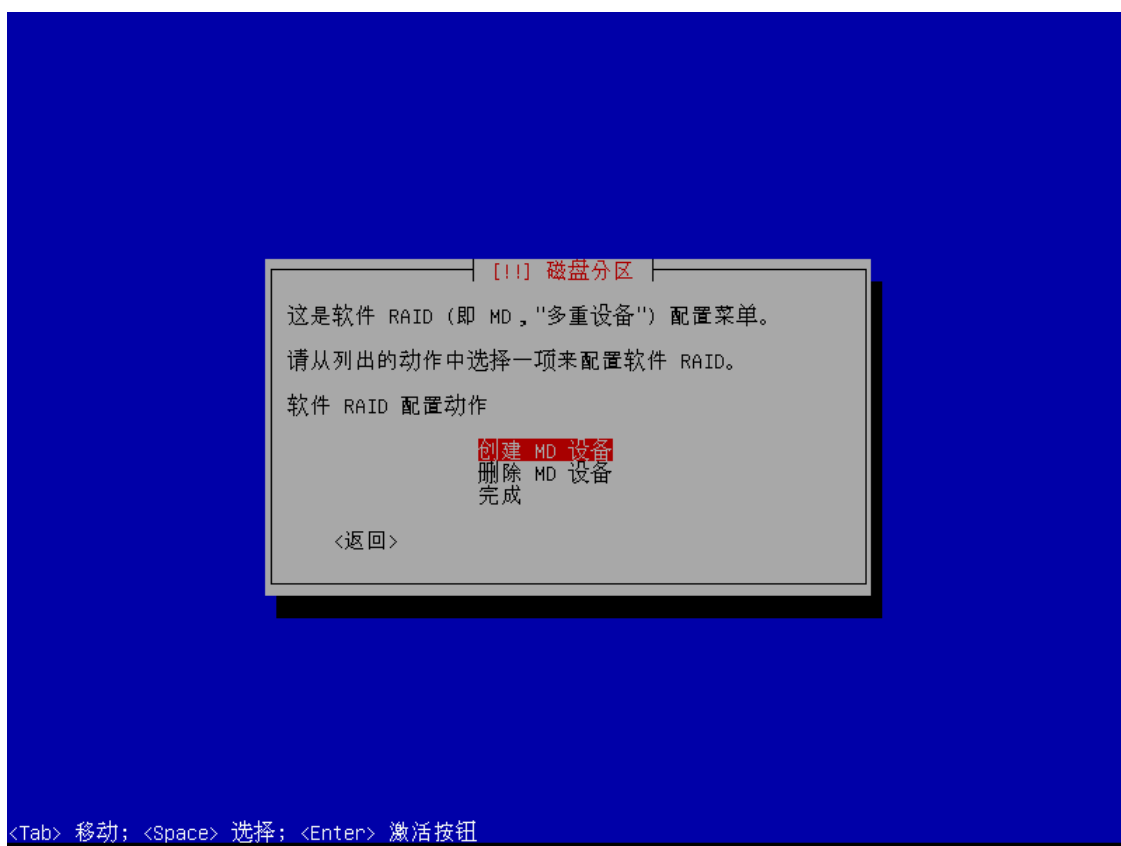 [!!] 磁盘分区
这是软件 RAID (即 MD，"多重设备") 配置菜单。
请从列出的动作中选择一项来配置软件 RAID。
软件 RAID 配置动作
创建 MD 设备
删除 MD 设备
完成
<返回>
<Tab> 移动; <Space> 选择; <Enter> 激活按钮